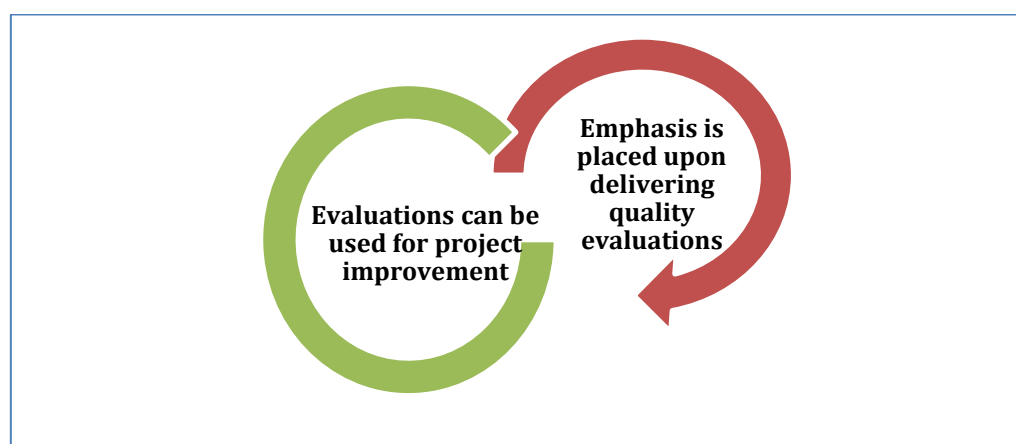 Evaluations can be
used for project
improvement
Emphasis is
placed upon
delivering
quality
evaluations